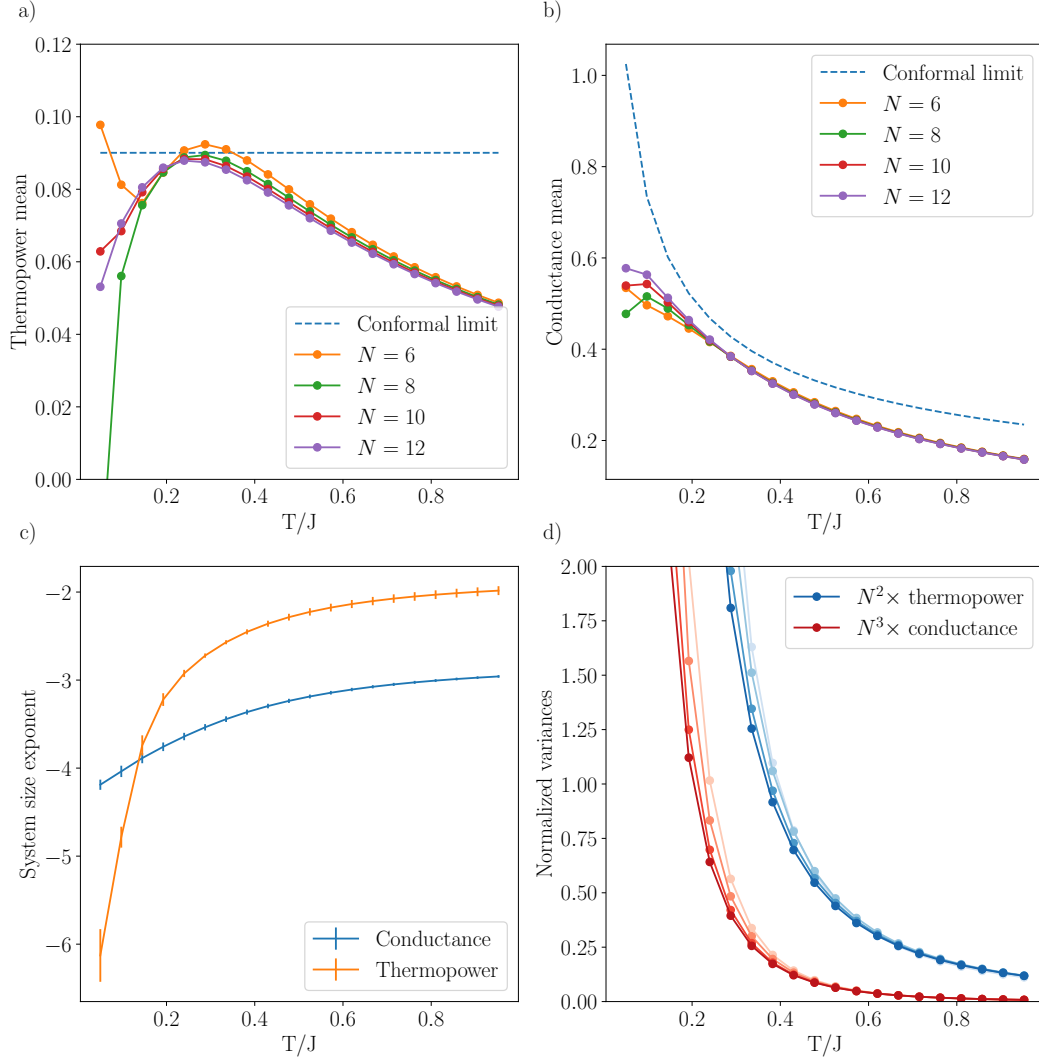 a)
Thermopower mean
0.12
0.10
0.08
0.06
0.04
0.02
0.00
0.2
0.4
0.6
0.8
T/J
Conformal limit
N = 6
N = 8
N = 10
N = 12
b)
Conductance mean
1.0
0.8
0.6
0.4
0.2
0.2
0.4
0.6
0.8
T/J
Conformal limit
N = 6
N = 8
N = 10
N = 12
c)
System size exponent
−2
−3
−4
−5
−6
0.2
0.4
0.6
0.8
T/J
Conductance
Thermopower
d)
Normalized variances
2.00
1.75
1.50
1.25
1.00
0.75
0.50
0.25
0.00
0.2
0.4
0.6
0.8
T/J
N²× thermopower
N³× conductance